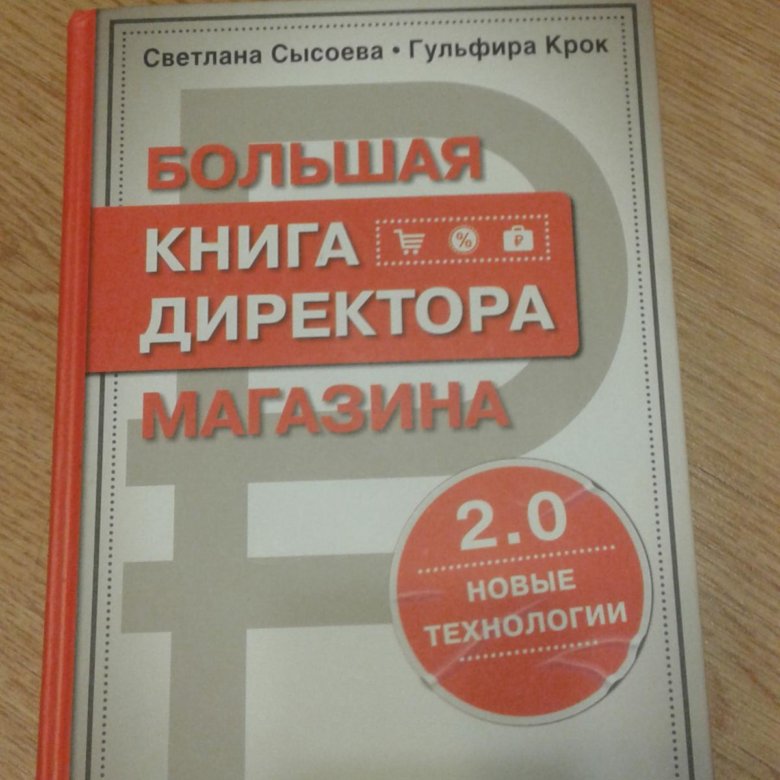 Светлана Сысоева • Гульфира Крок
БОЛЬШАЯ
КНИГА
ДИРЕКТОРА
МАГАЗИНА
2.0
НОВЫЕ
ТЕХНОЛОГИИ